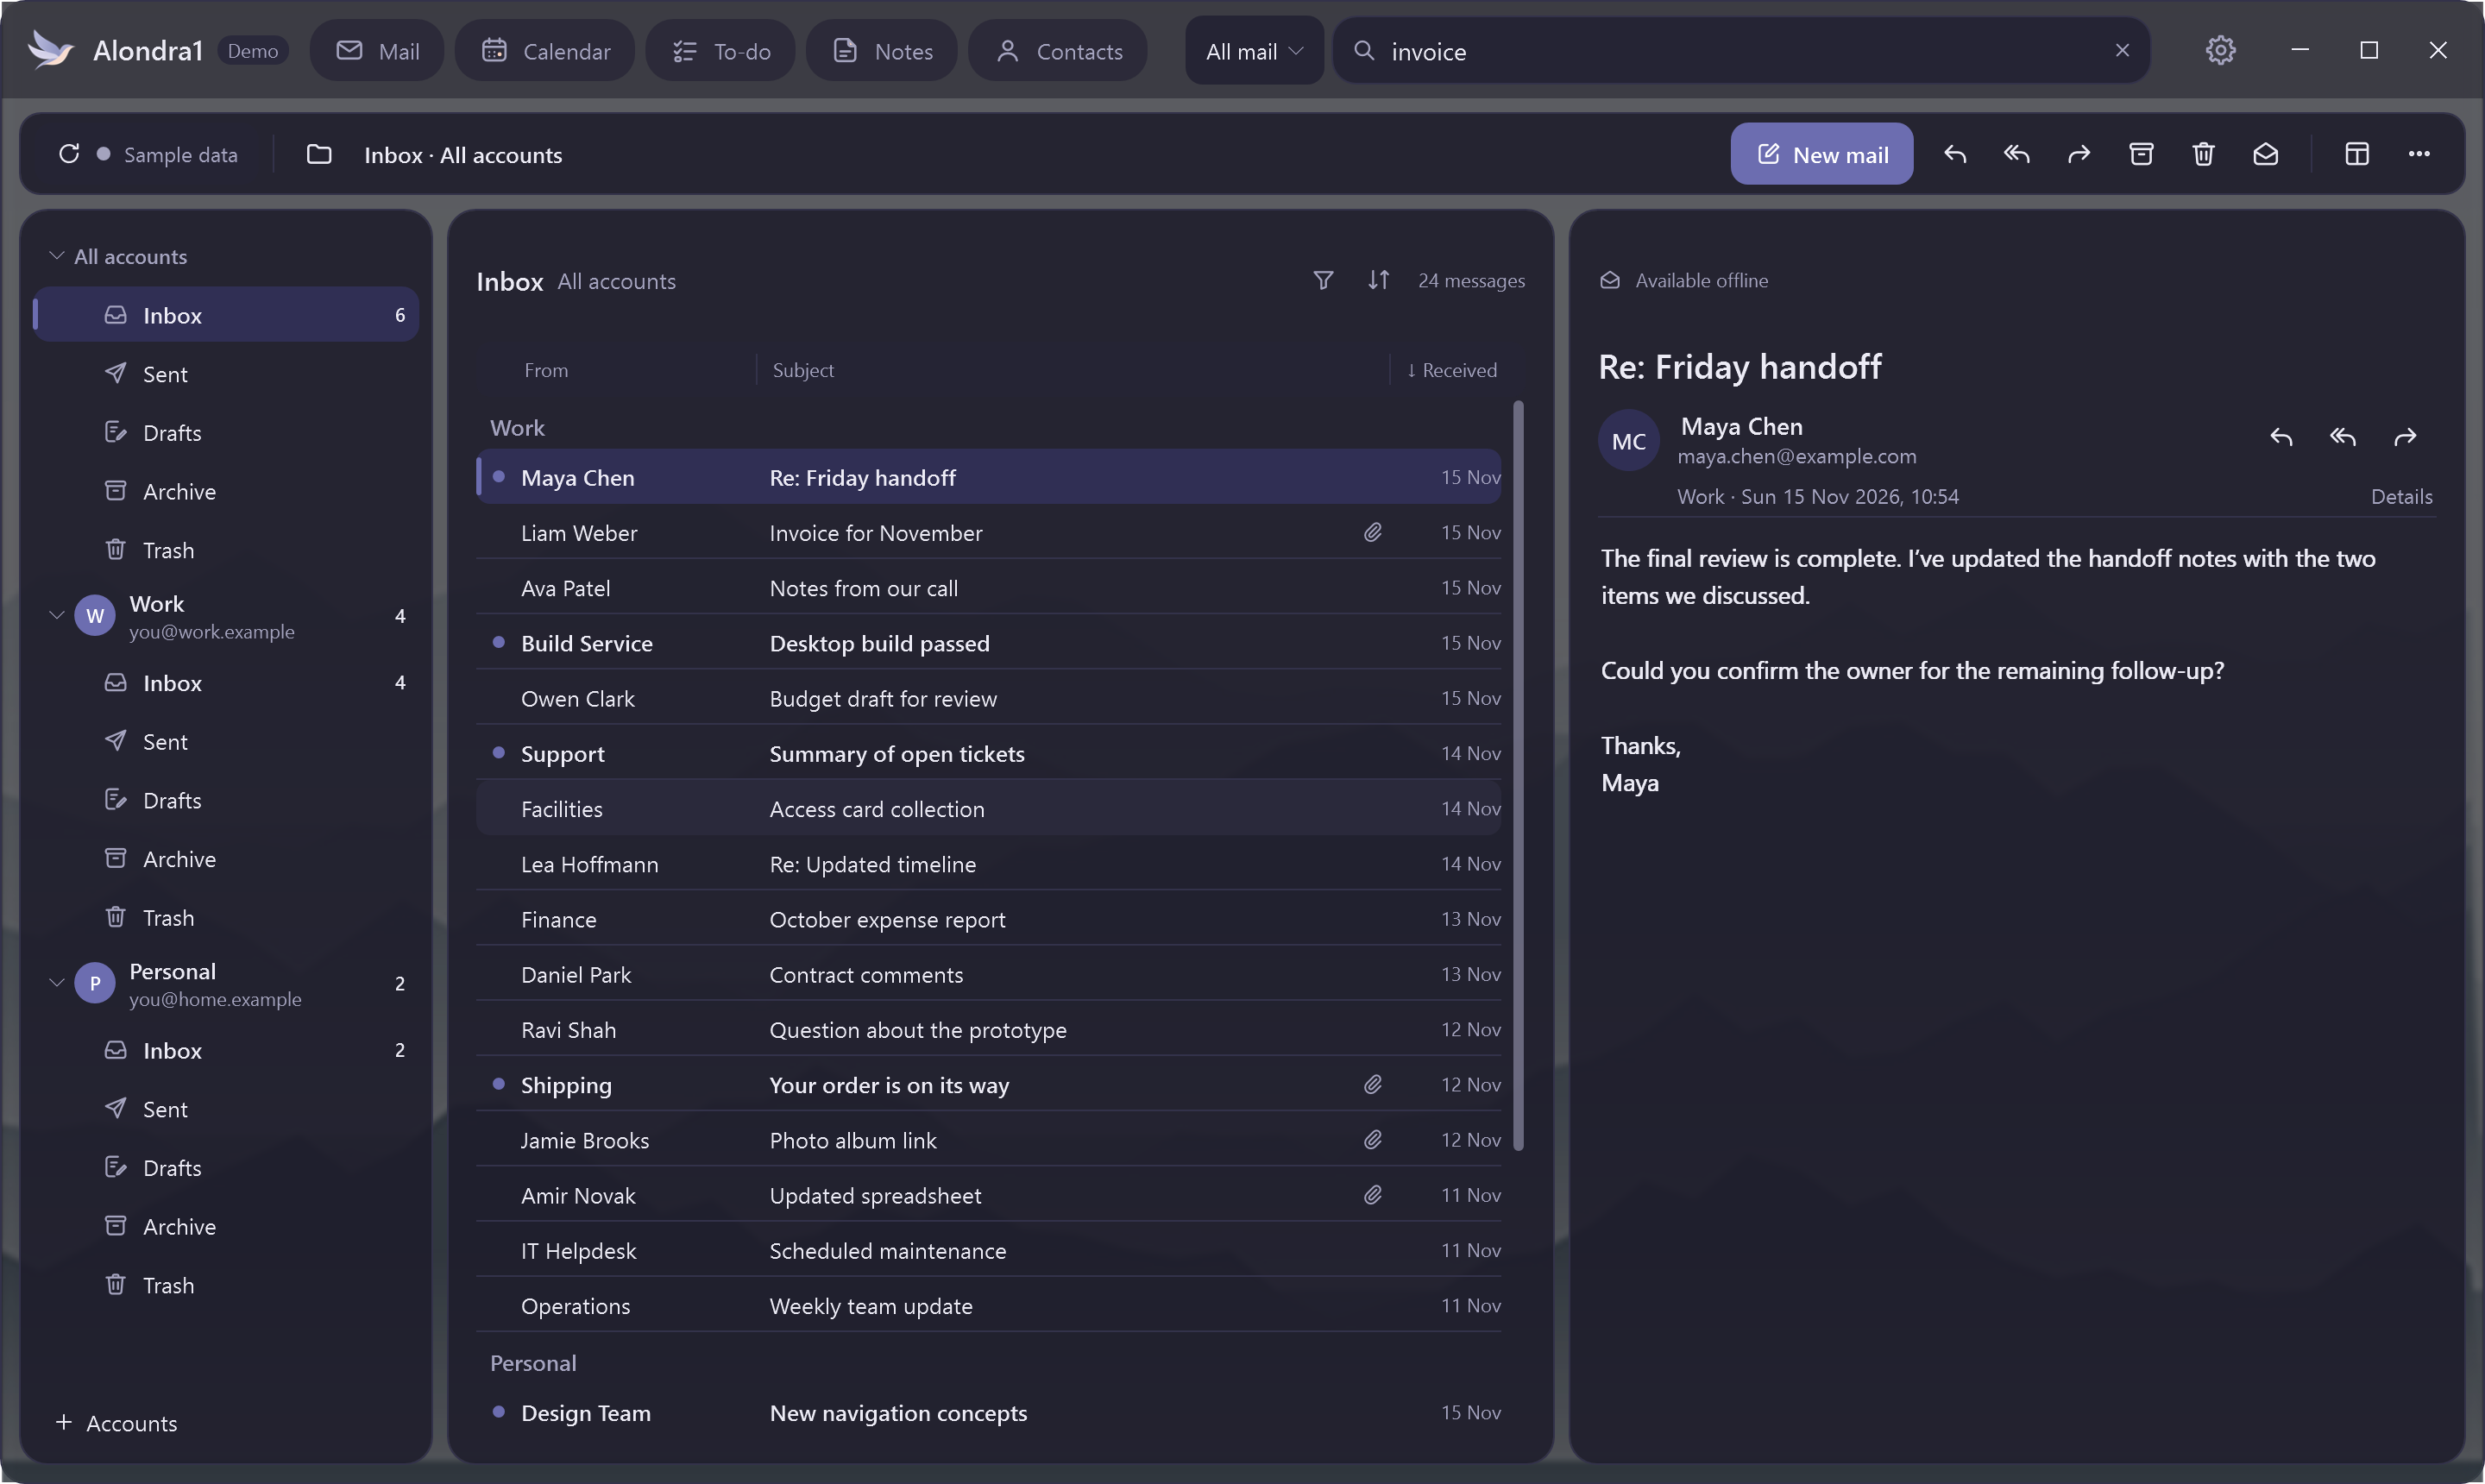 Alondra1 Demo Mail Calendar To-do Notes Contacts All mail invoice
Sample data Inbox · All accounts New mail
All accounts
Inbox 6
Sent
Drafts
Archive
Trash
W Work 4
you@work.example
Inbox 4
Sent
Drafts
Archive
Trash
P Personal 2
you@home.example
Inbox 2
Sent
Drafts
Archive
Trash
+ Accounts
Inbox All accounts 24 messages
From Subject ↓ Received
Work
Maya Chen Re: Friday handoff 15 Nov
Liam Weber Invoice for November 15 Nov
Ava Patel Notes from our call 15 Nov
Build Service Desktop build passed 15 Nov
Owen Clark Budget draft for review 15 Nov
Support Summary of open tickets 14 Nov
Facilities Access card collection 14 Nov
Lea Hoffmann Re: Updated timeline 14 Nov
Finance October expense report 13 Nov
Daniel Park Contract comments 13 Nov
Ravi Shah Question about the prototype 12 Nov
Shipping Your order is on its way 12 Nov
Jamie Brooks Photo album link 12 Nov
Amir Novak Updated spreadsheet 11 Nov
IT Helpdesk Scheduled maintenance 11 Nov
Operations Weekly team update 11 Nov
Personal
Design Team New navigation concepts 15 Nov
Available offline
Re: Friday handoff
MC Maya Chen
maya.chen@example.com
Work · Sun 15 Nov 2026, 10:54 Details
The final review is complete. I’ve updated the handoff notes with the two
items we discussed.
Could you confirm the owner for the remaining follow-up?
Thanks,
Maya